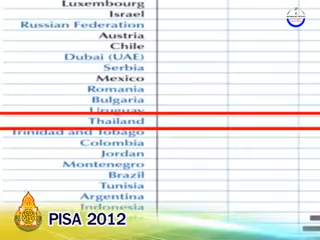 Luxembourg
Israel
Russian Federation
Austria
Chile
Dubai (UAE)
Serbia
Mexico
Romania
Bulgaria
Uruguay
Thailand
Trinidad and Tobago
Colombia
Jordan
Montenegro
Brazil
Tunisia
Argentina
Indonesia
PISA 2012